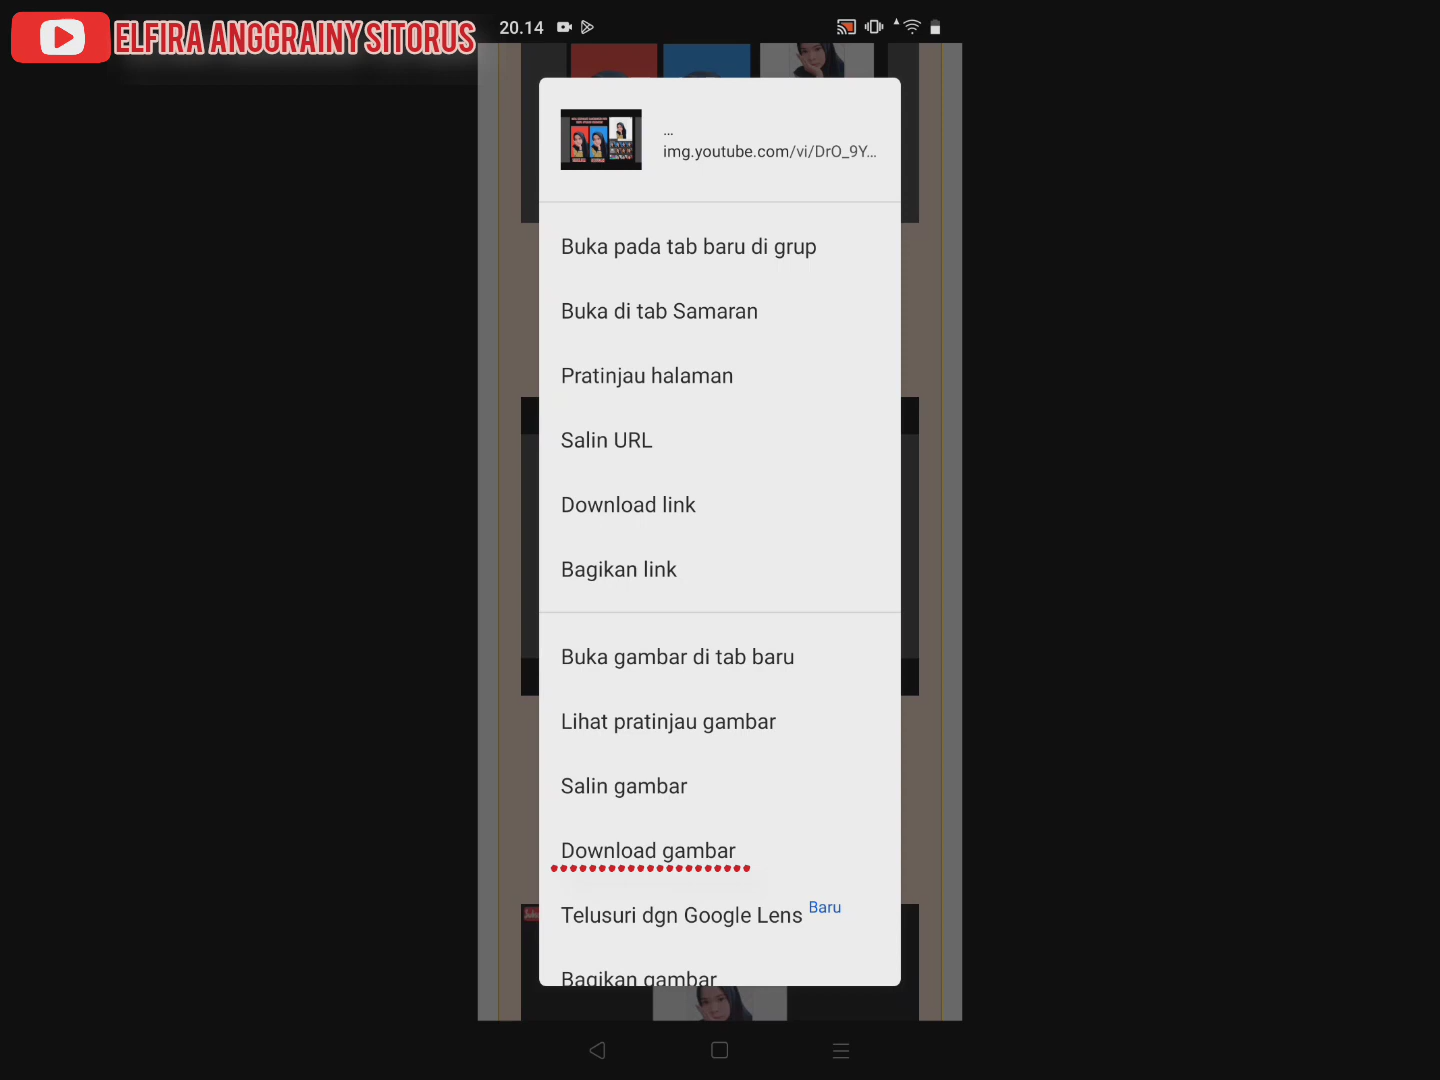 ELFIRA ANGGRAINY SITORUS
20.14
...
img.youtube.com/vi/DrO_9Y...
Buka pada tab baru di grup
Buka di tab Samaran
Pratinjau halaman
Salin URL
Download link
Bagikan link
Buka gambar di tab baru
Lihat pratinjau gambar
Salin gambar
Download gambar
Telusuri dgn Google Lens Baru
Bagikan gambar